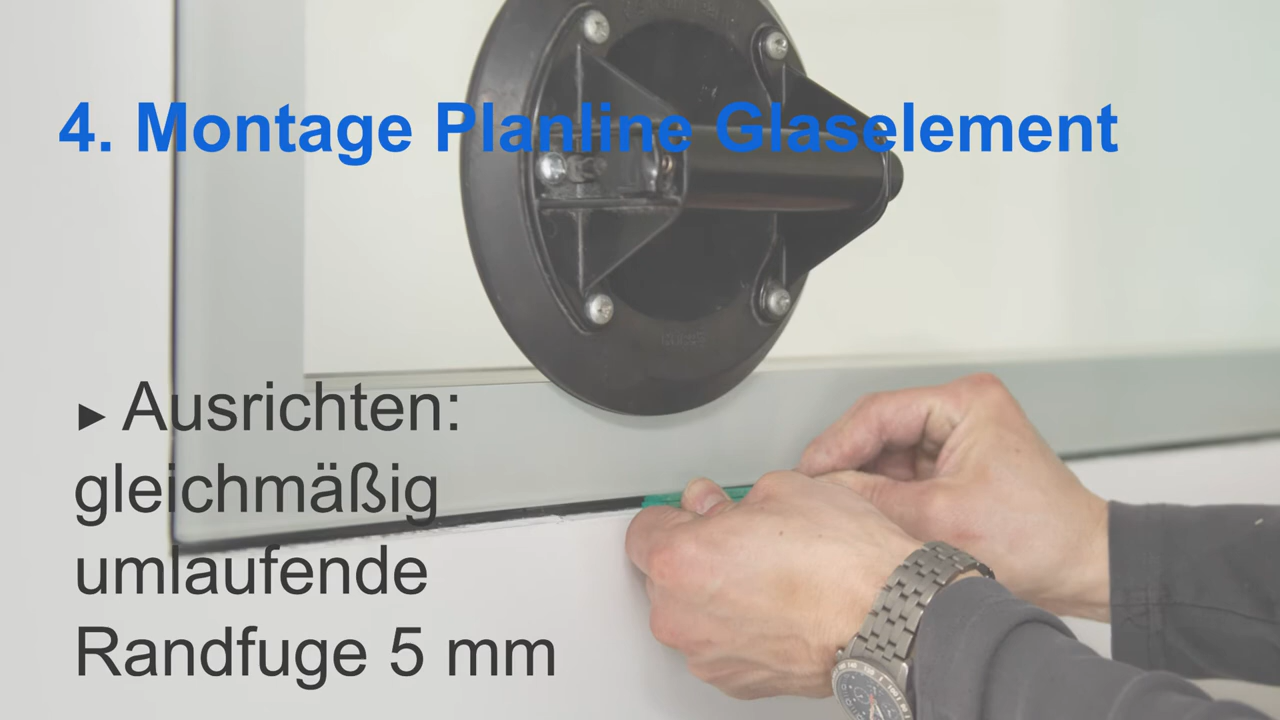 4. Montage Planline Glaselement
► Ausrichten:
gleichmäßig
umlaufende
Randfuge 5 mm